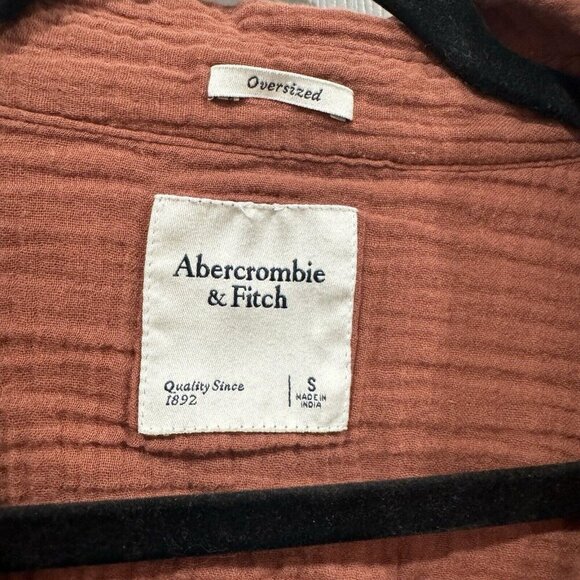 Oversized
Abercrombie
& Fitch
Quality Since
1892
S
MADE IN
INDIA